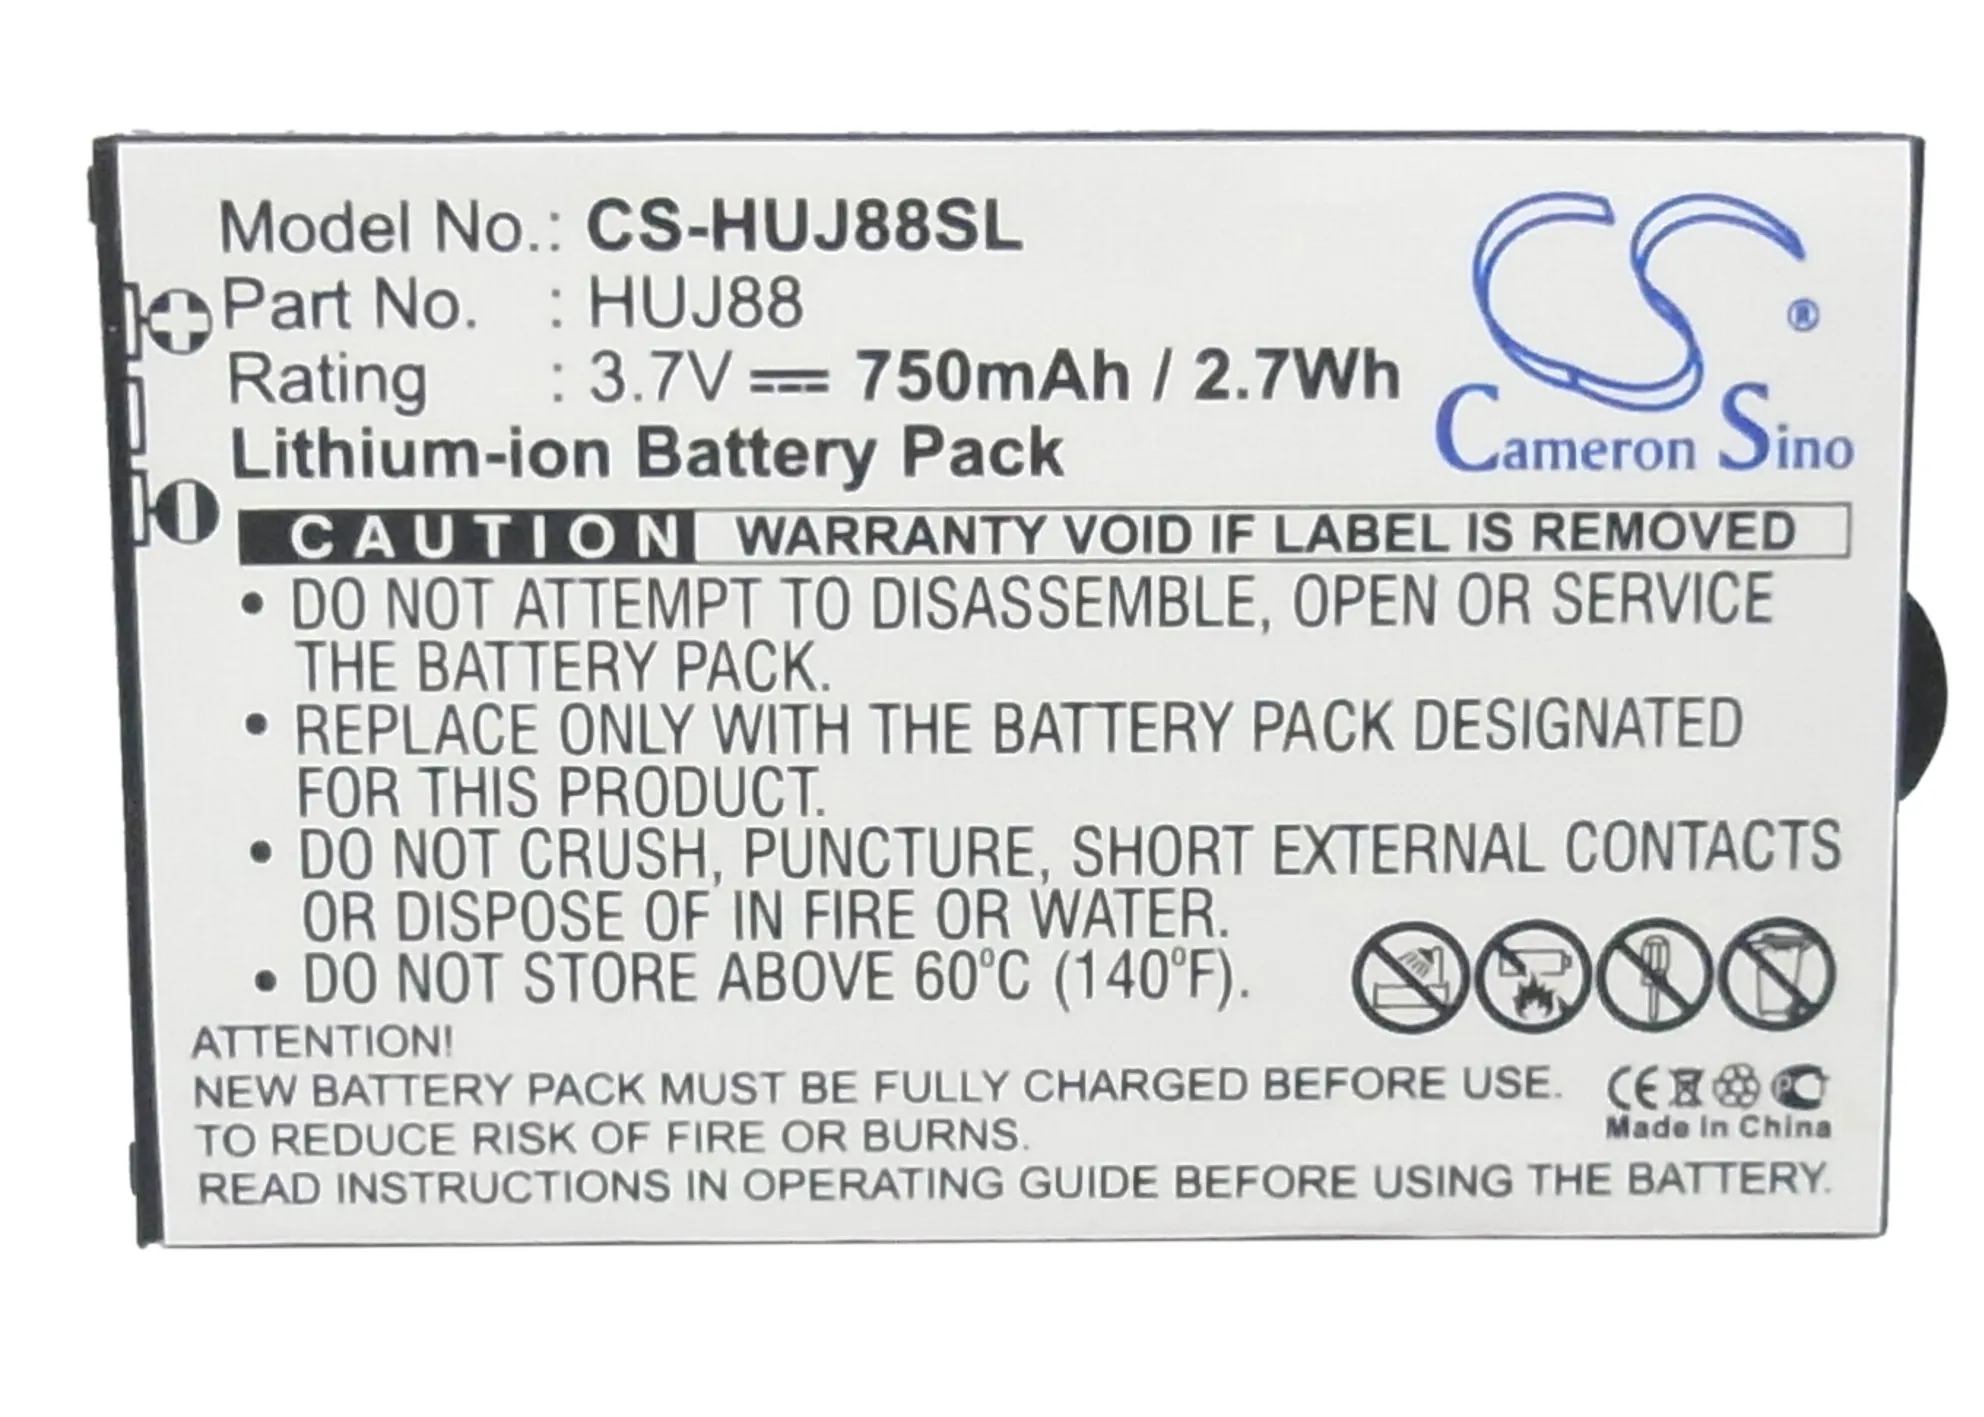 Model No.: CS-HUJ88SL
Part No. : HUJ88
Rating : 3.7V 750mAh / 2.7Wh
Lithium-ion Battery Pack
CS ®
Cameron Sino
CAUTION WARRANTY VOID IF LABEL IS REMOVED
• DO NOT ATTEMPT TO DISASSEMBLE, OPEN OR SERVICE
THE BATTERY PACK.
• REPLACE ONLY WITH THE BATTERY PACK DESIGNATED
FOR THIS PRODUCT.
• DO NOT CRUSH, PUNCTURE, SHORT EXTERNAL CONTACTS
OR DISPOSE OF IN FIRE OR WATER.
• DO NOT STORE ABOVE 60°C (140°F).
ATTENTION!
NEW BATTERY PACK MUST BE FULLY CHARGED BEFORE USE.
TO REDUCE RISK OF FIRE OR BURNS.
READ INSTRUCTIONS IN OPERATING GUIDE BEFORE USING THE BATTERY.
CE
Made in China